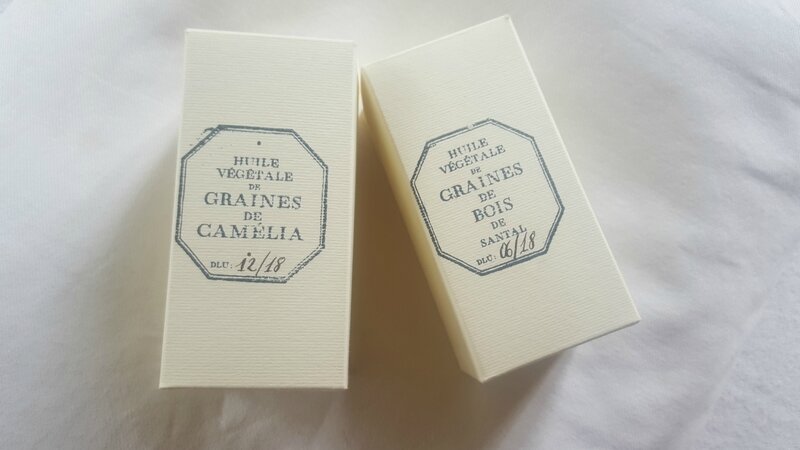 HUILE
VÉGÉTALE
DE
GRAINES
DE
CAMÉLIA
DLU: 12/18
HUILE
VÉGÉTALE
DE
GRAINES
DE
BOIS
DE
SANTAL
DLU: 06/18